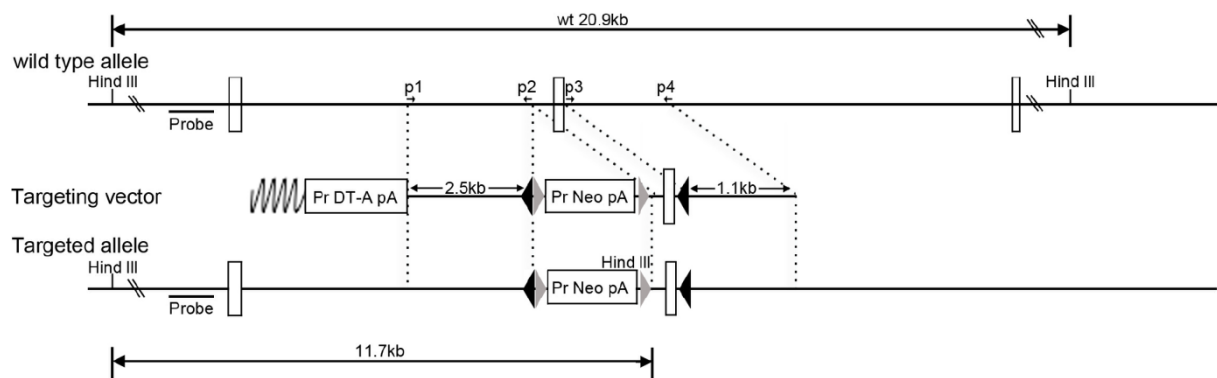 wt 20.9kb
wild type allele
Hind III
p1
p2
p3
p4
Hind III
Probe
Targeting vector
Pr DT-A pA
2.5kb
Pr Neo pA
1.1kb
Targeted allele
Hind III
Hind III
Probe
Pr Neo pA
11.7kb